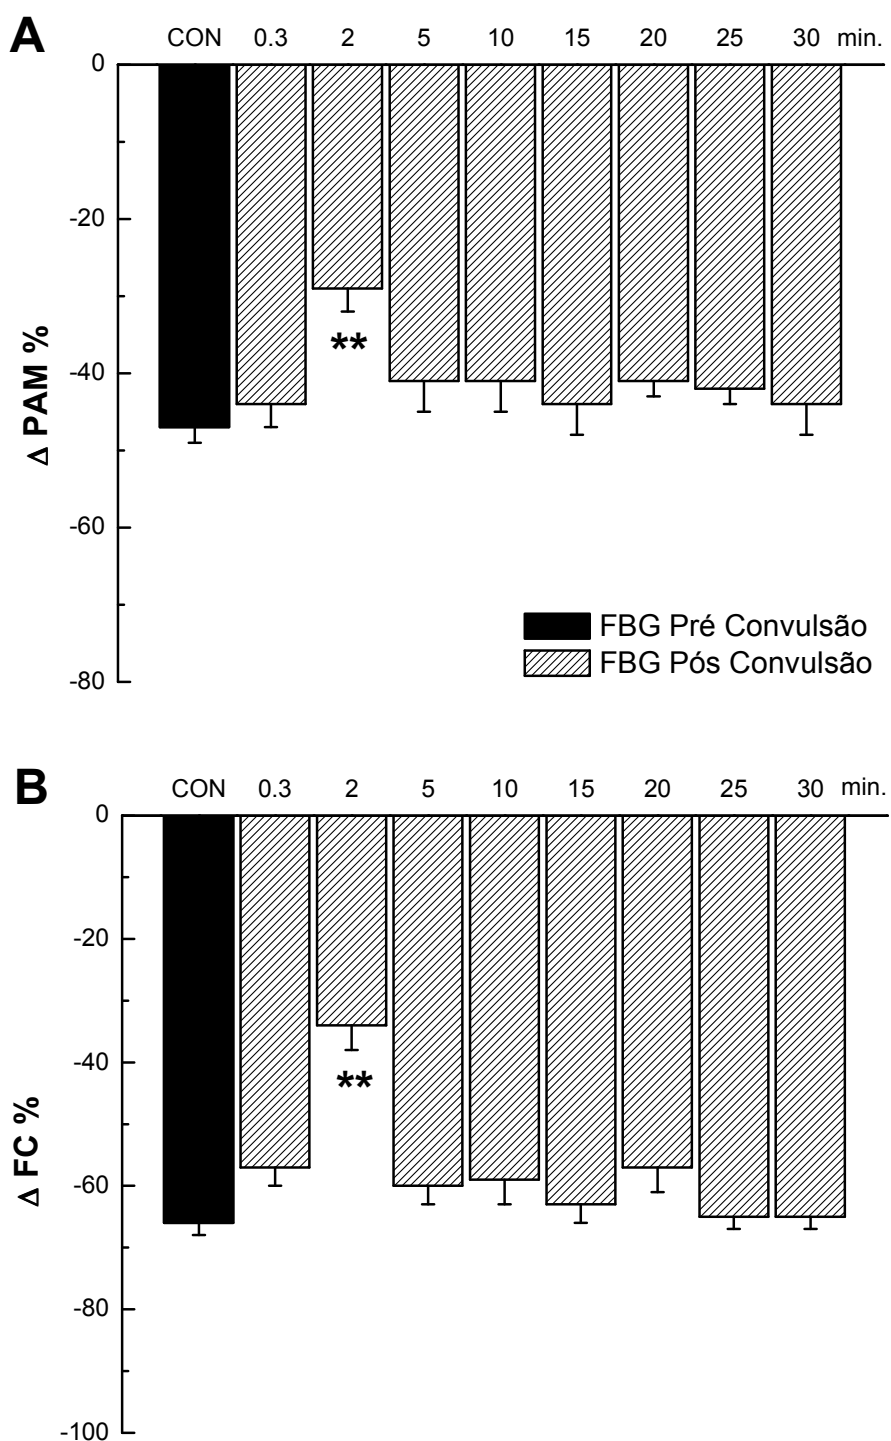 A
CON 0.3 2 5 10 15 20 25 30 min.
0
-20
**
-40
-60
-80
Δ PAM %
FBG Pré Convulsão
FBG Pós Convulsão
B
CON 0.3 2 5 10 15 20 25 30 min.
0
-20
-40
**
-60
-80
-100
Δ FC %